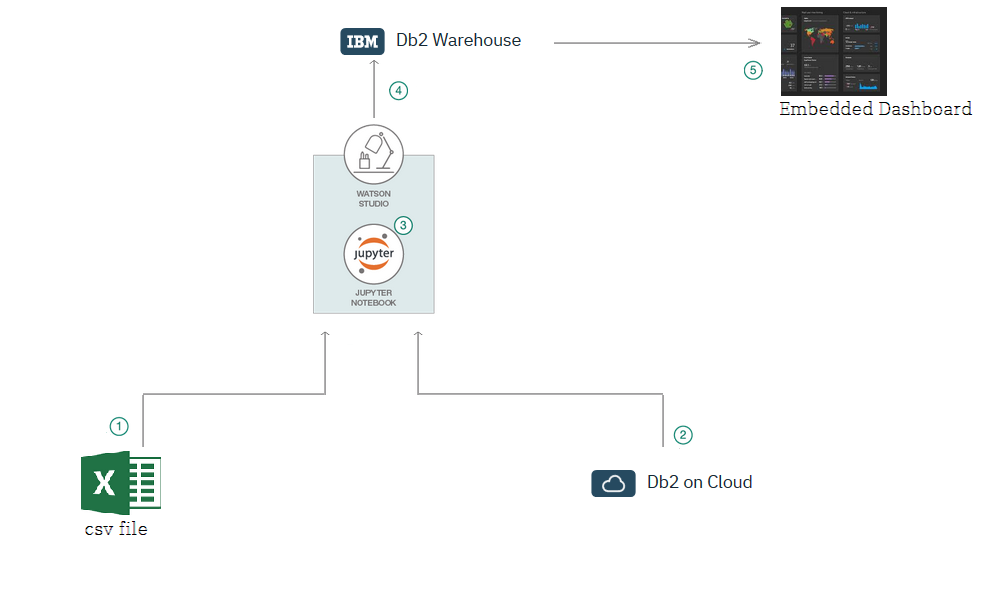 IBM Db2 Warehouse
5
4
Embedded Dashboard
WATSON
STUDIO
3
jupyter
JUPYTER
NOTEBOOK
1
2
X
Db2 on Cloud
csv file